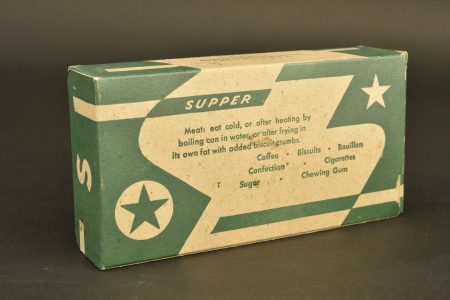 SUPPER
Meat: eat cold, or after heating by
boiling can in water, or after frying in
its own fat with added biscuit crumbs.
Coffee • Biscuits • Bouillon
Confection • Cigarettes
Sugar • Chewing Gum
S